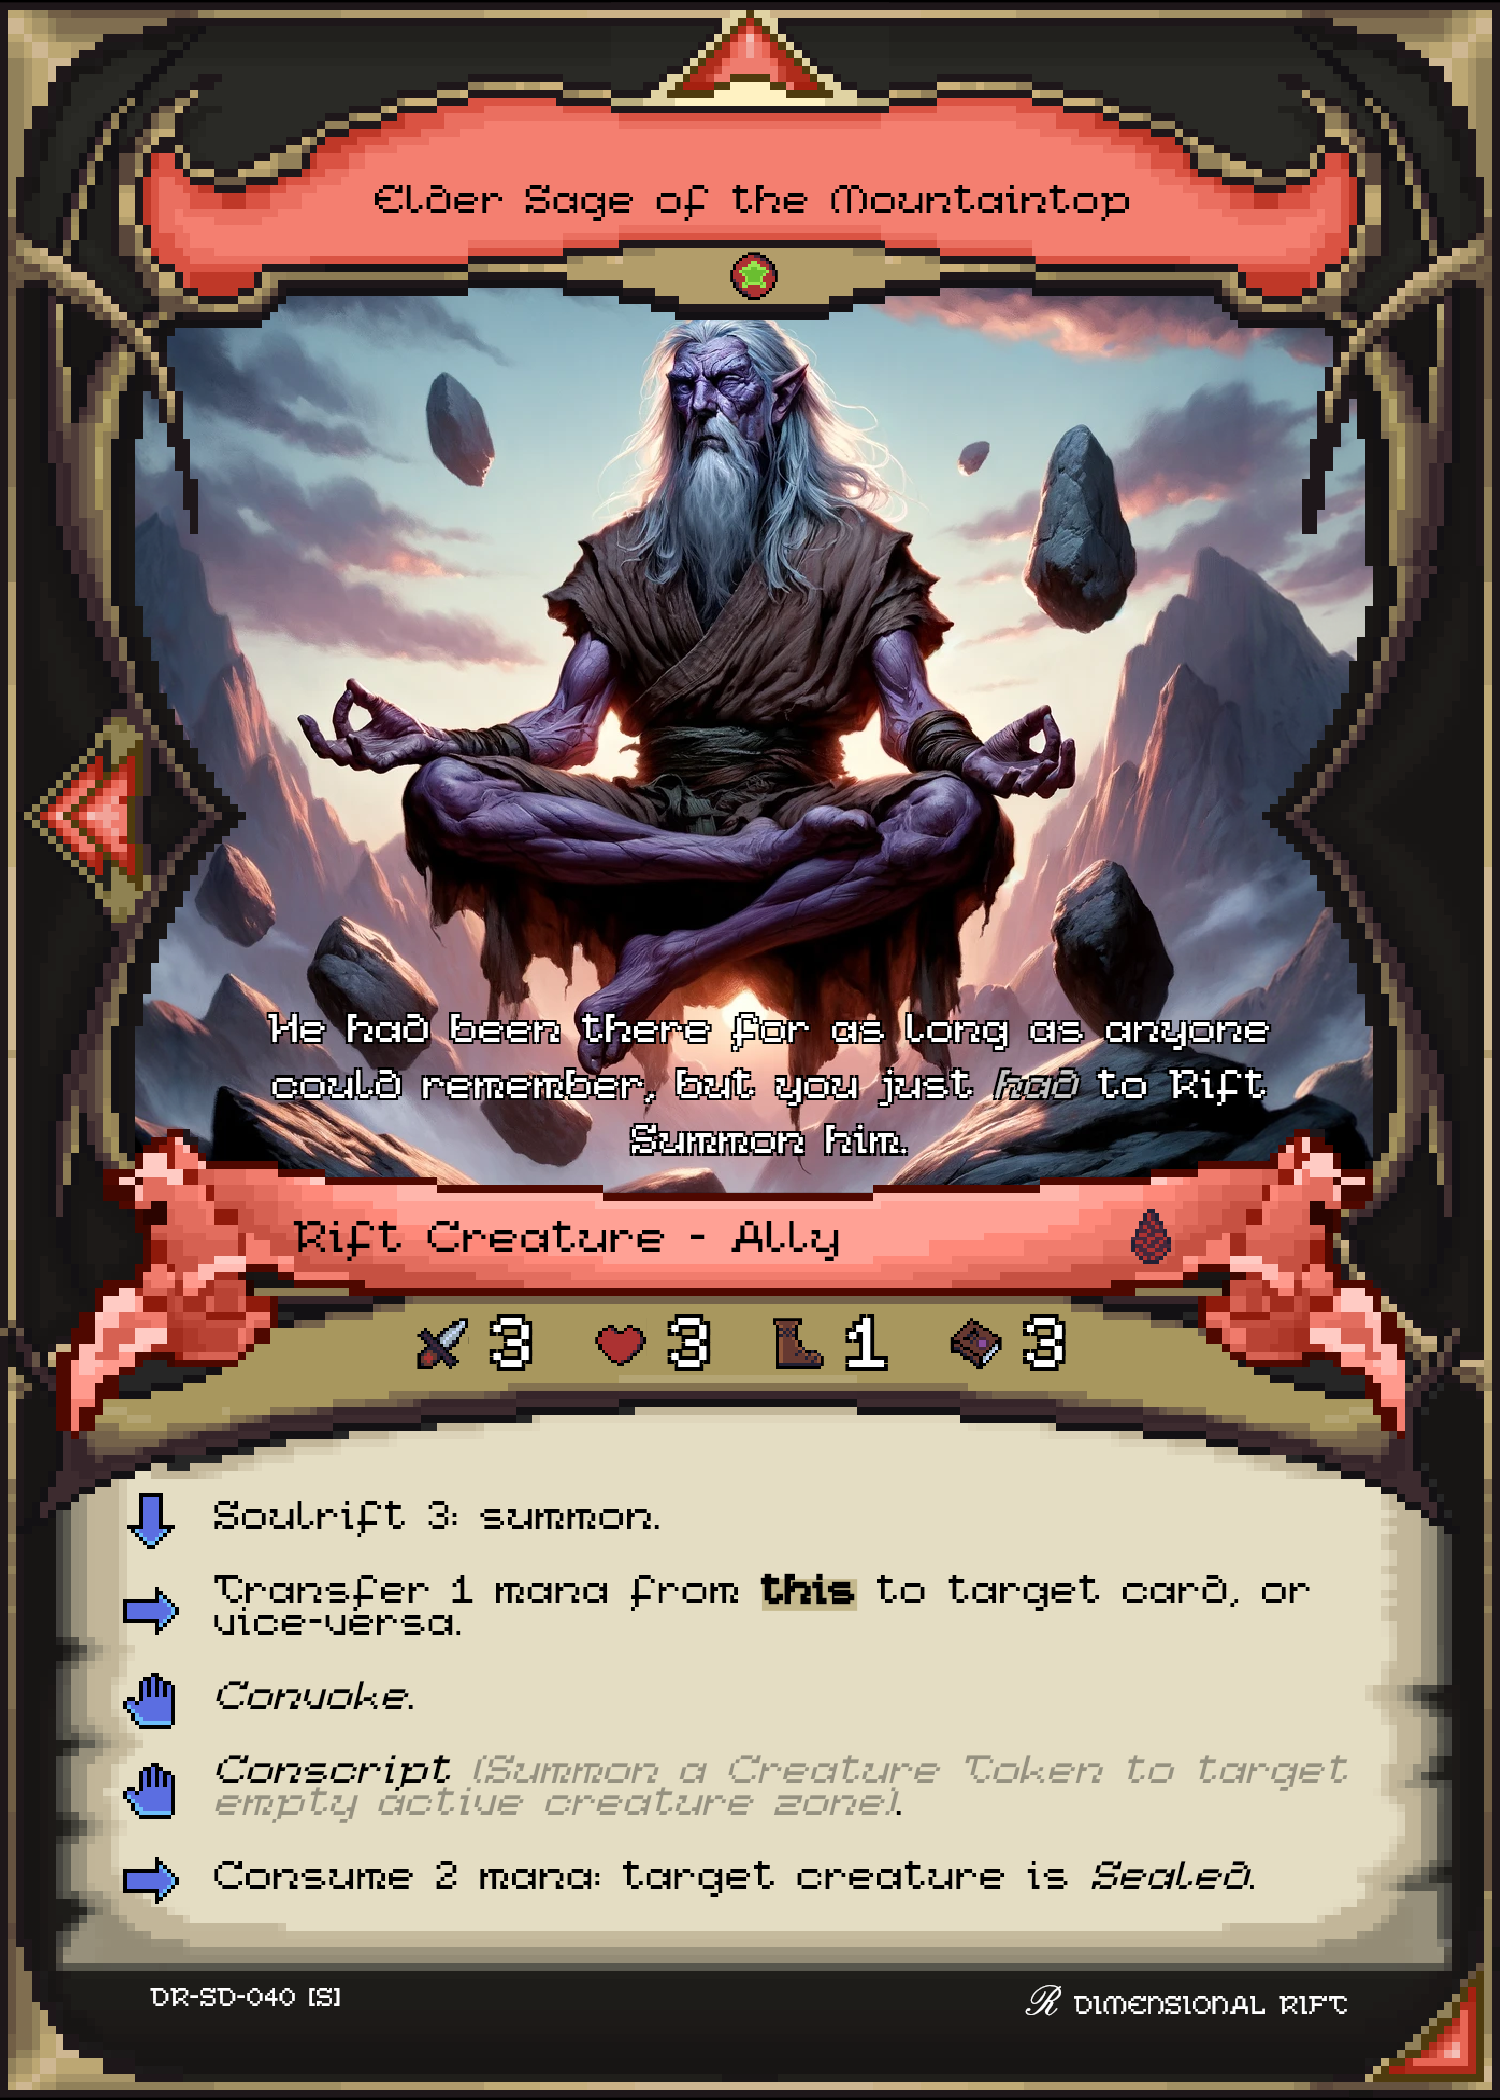 Elder Sage of the Mountaintop
He had been there for as long as anyone
could remember, but you just had to Rift
Summon him.
Rift Creature - Ally
3 3 1 3
Soulrift 3: summon.
Transfer 1 mana from this to target card, or
vice-versa.
Convoke.
Conscript (Summon a Creature Token to target
empty active creature zone).
Consume 2 mana: target creature is Sealed.
DR-SD-040 [S]
R DIMENSIONAL RIFT